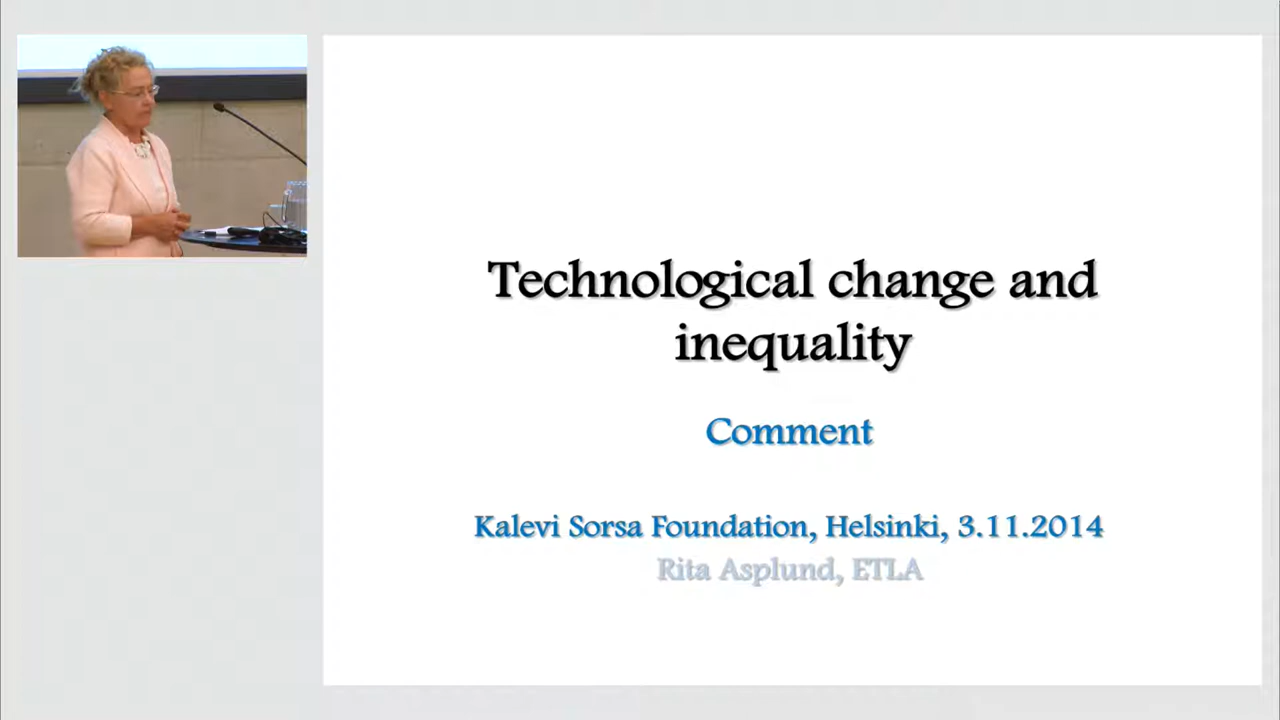 Technological change and
inequality
Comment
Kalevi Sorsa Foundation, Helsinki, 3.11.2014
Rita Asplund, ETLA